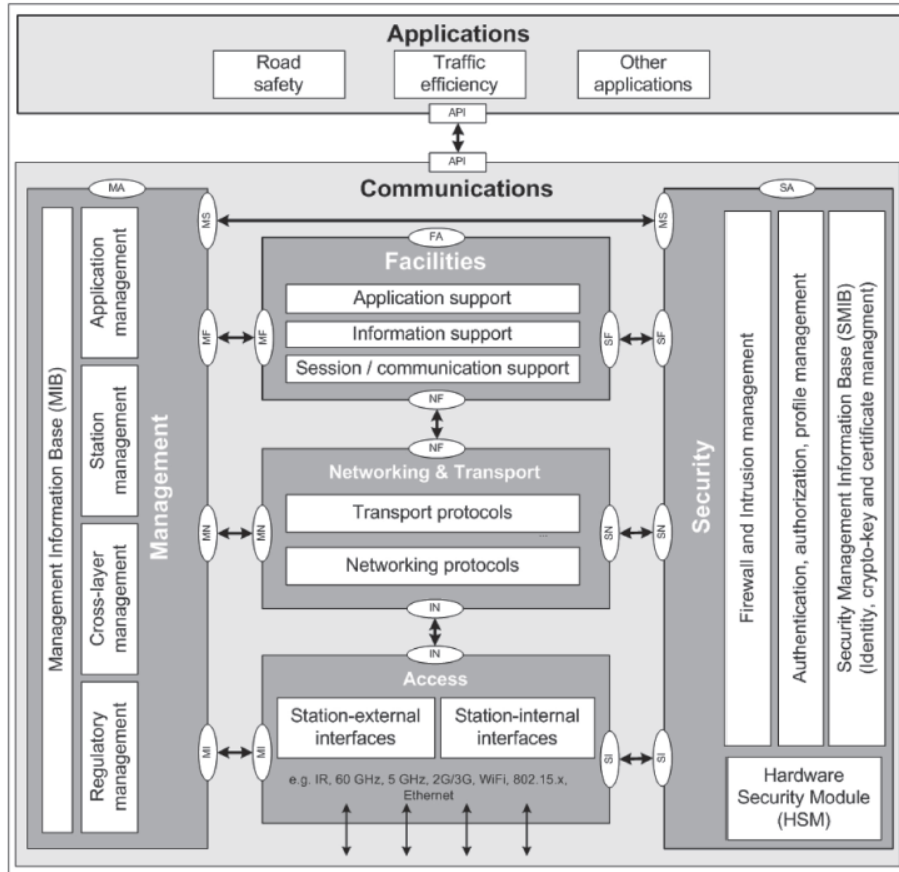 Applications
Road
safety
Traffic
efficiency
Other
applications
API
API
Communications
MA
SA
MS
MS
Management Information Base (MIB)
Application
management
Station
management
Cross-layer
management
Regulatory
management
Management
FA
Facilities
Application support
Information support
Session / communication support
MF
MF
SF
SF
NF
NF
Networking & Transport
Transport protocols
...
Networking protocols
MN
MN
SN
SN
IN
IN
Access
Station-external
interfaces
Station-internal
interfaces
e.g. IR, 60 GHz, 5 GHz, 2G/3G, WiFi, 802.15.x,
Ethernet
MI
MI
SI
SI
Security
Firewall and Intrusion management
Authentication, authorization, profile management
Security Management Information Base (SMIB)
(Identity, crypto-key and certificate managment)
Hardware
Security Module
(HSM)